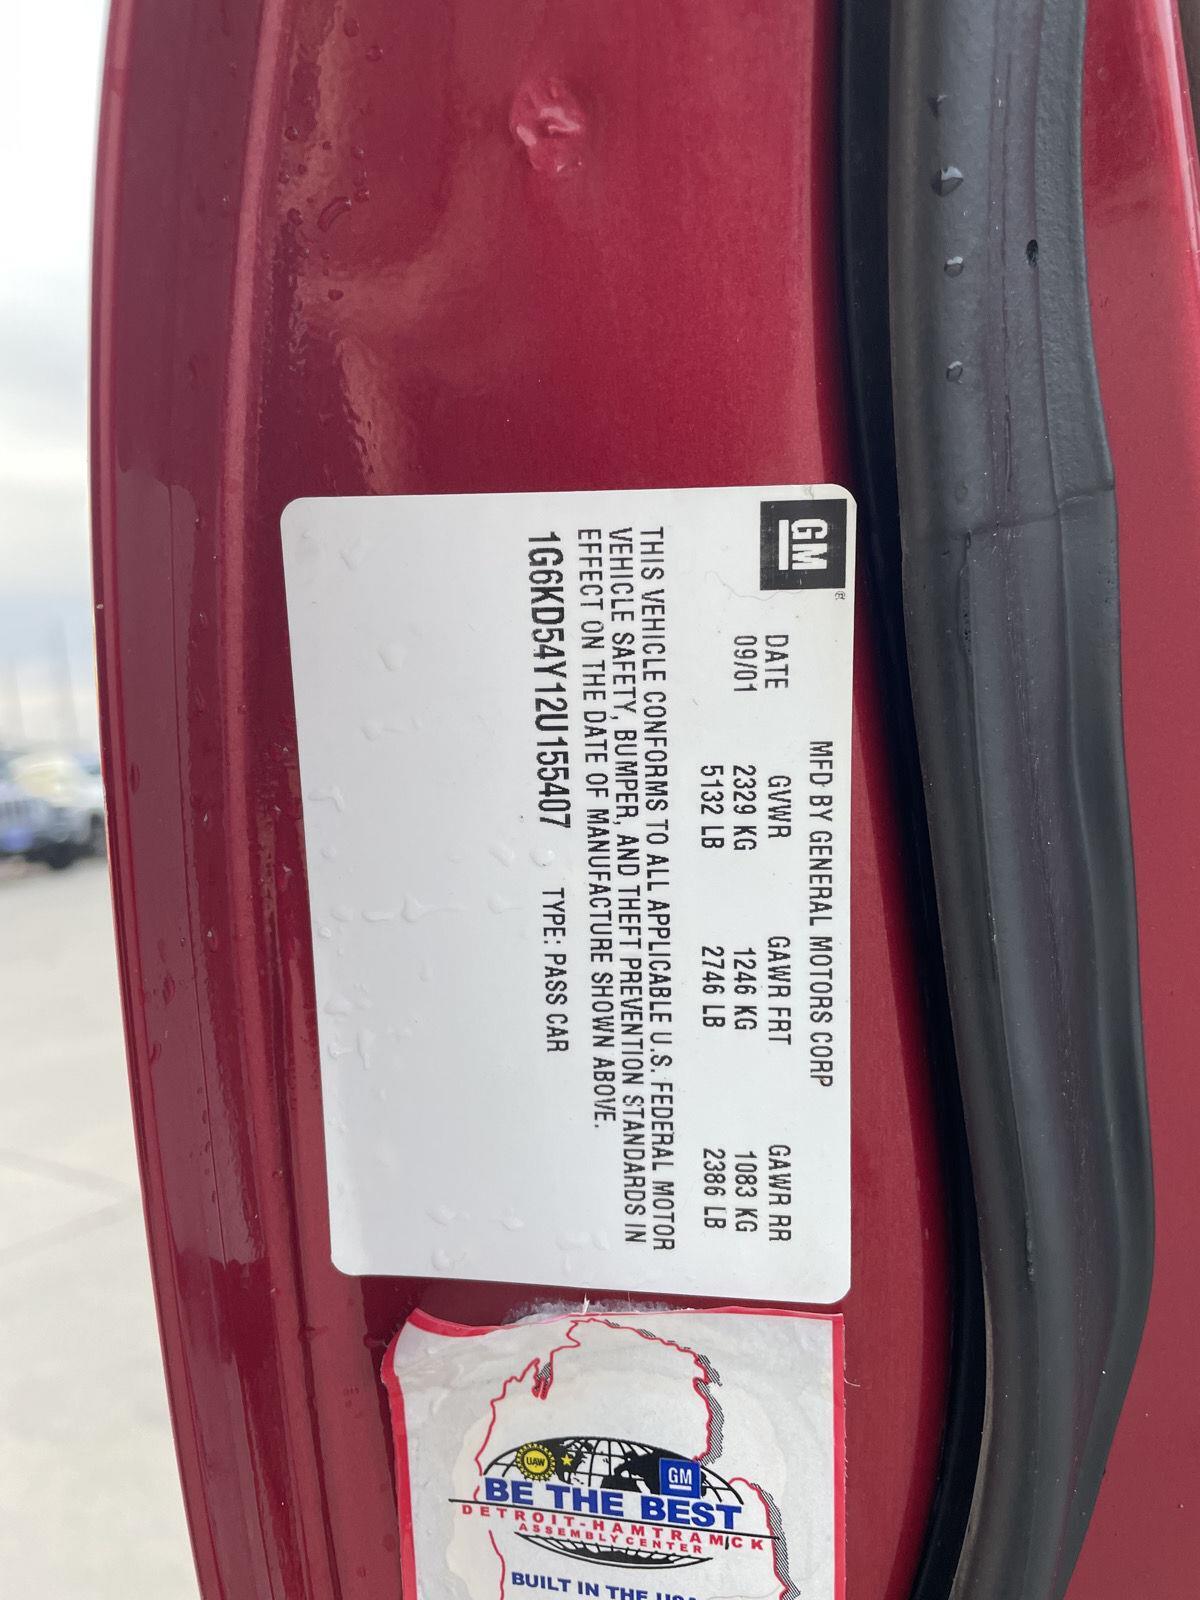 GM®
MFD BY GENERAL MOTORS CORP
DATE GVWR GAWR FRT GAWR RR
09/01 2329 KG 1246 KG 1083 KG
5132 LB 2746 LB 2386 LB
THIS VEHICLE CONFORMS TO ALL APPLICABLE U.S. FEDERAL MOTOR
VEHICLE SAFETY, BUMPER, AND THEFT PREVENTION STANDARDS IN
EFFECT ON THE DATE OF MANUFACTURE SHOWN ABOVE.
1G6KD54Y12U155407 TYPE: PASS CAR
UAW GM
BE THE BEST
DETROIT-HAMTRAMCK
ASSEMBLY CENTER
BUILT IN THE